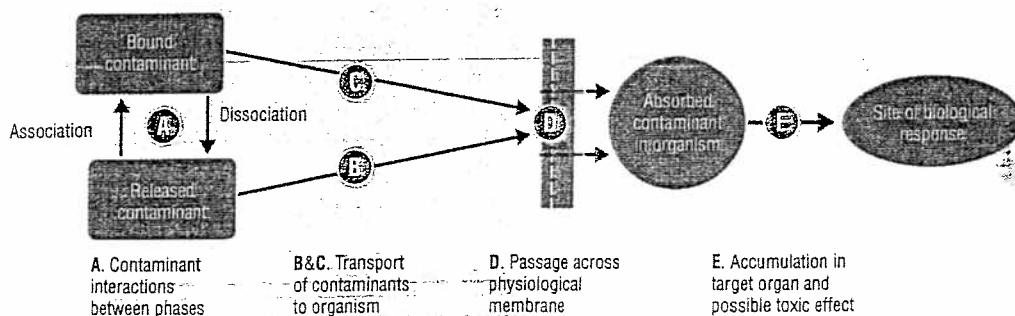 Bound
contaminant
Association
A
Dissociation
Released
contaminant
C
B
D
Absorbed
contaminant
in organism
E
Site of biological
response
A. Contaminant
interactions
between phases
B&C. Transport
of contaminants
to organism
D. Passage across
physiological
membrane
E. Accumulation in
target organ and
possible toxic effect